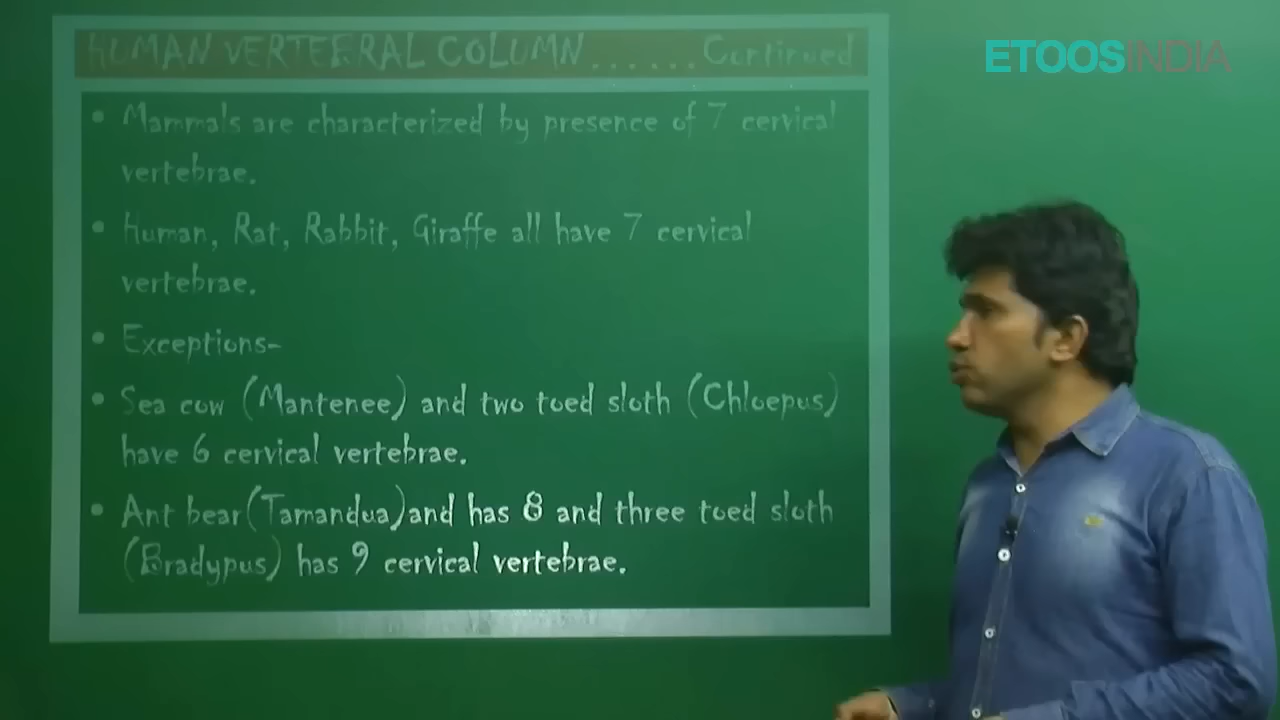 HUMAN VERTEBRAL COLUMN......Continued
ETOOSINDIA
• Mammals are characterized by presence of 7 cervical
vertebrae.
• Human, Rat, Rabbit, Giraffe all have 7 cervical
vertebrae.
• Exceptions-
• Sea cow (Mantenee) and two toed sloth (Chloepus)
have 6 cervical vertebrae.
• Ant bear(Tamandua)and has 8 and three toed sloth
(Bradypus) has 9 cervical vertebrae.